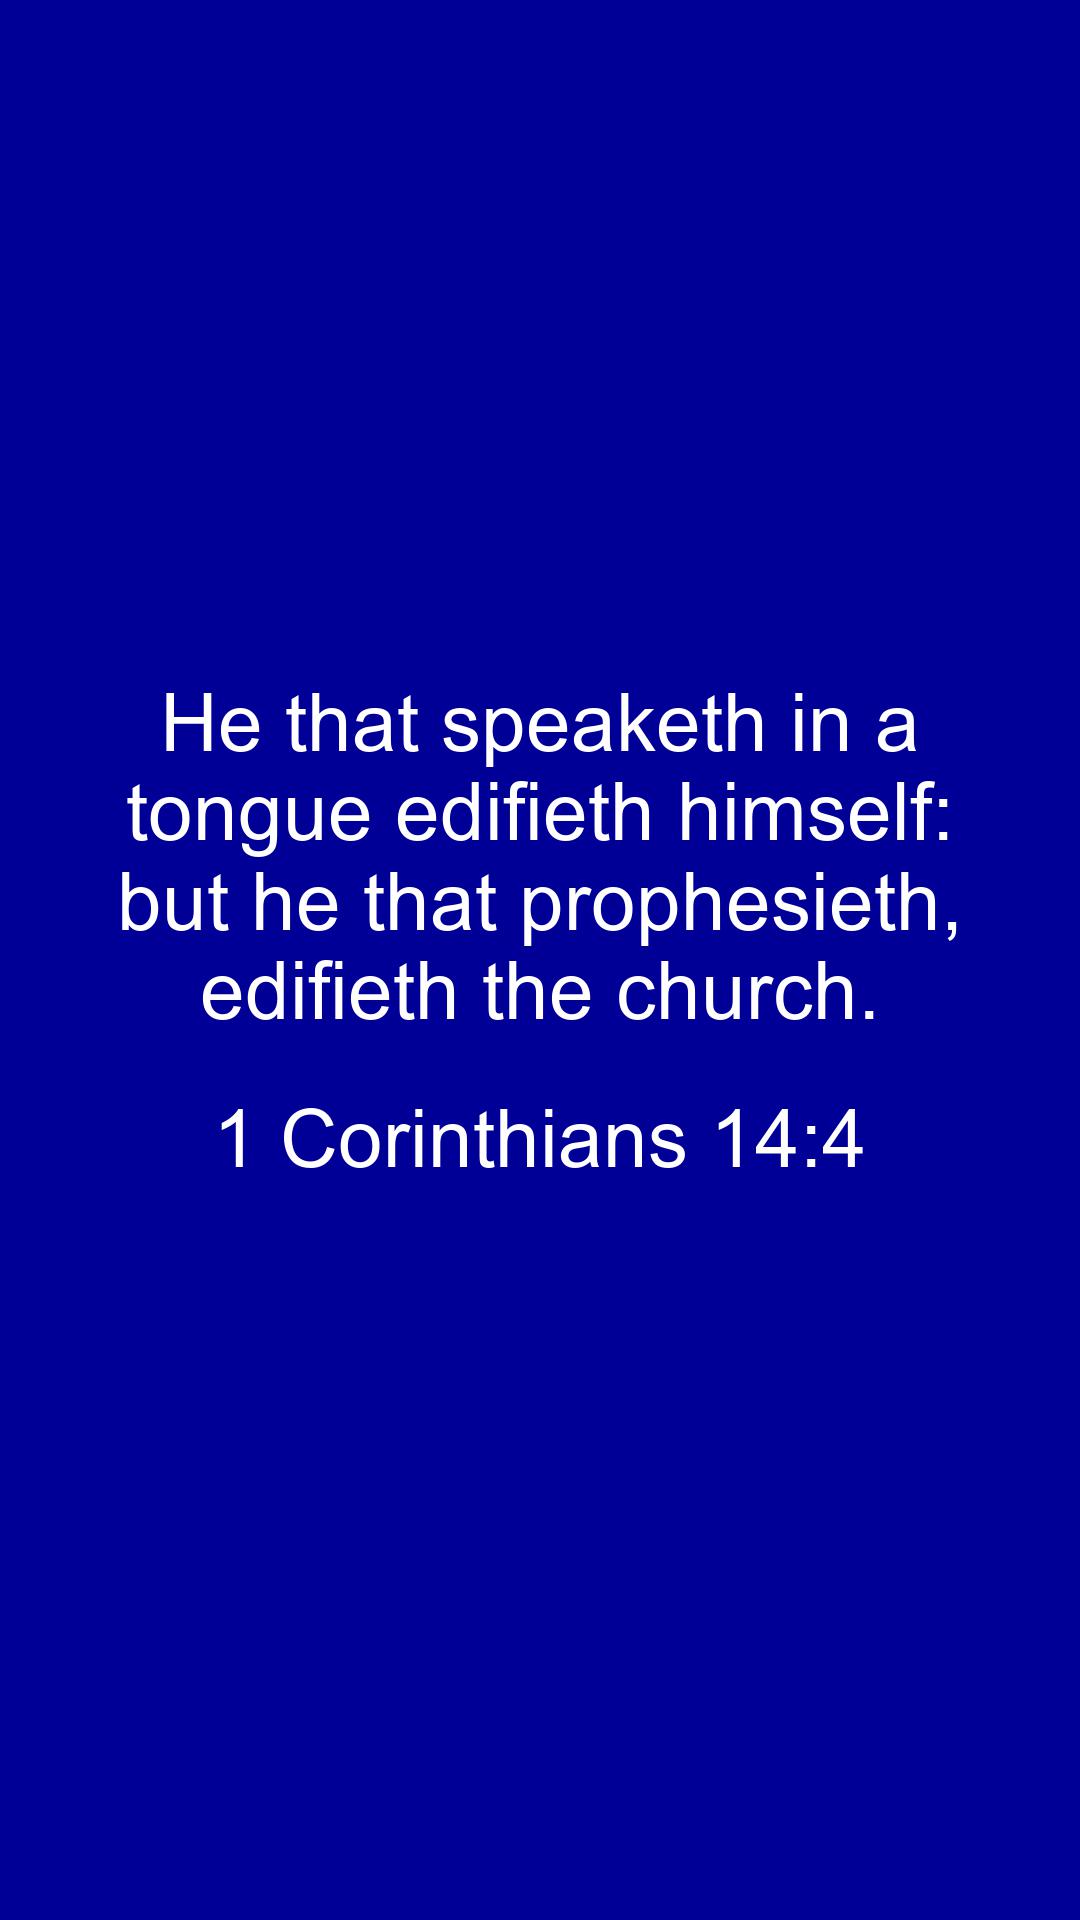 He that speaketh in a
tongue edifieth himself:
but he that prophesieth,
edifieth the church.
1 Corinthians 14:4